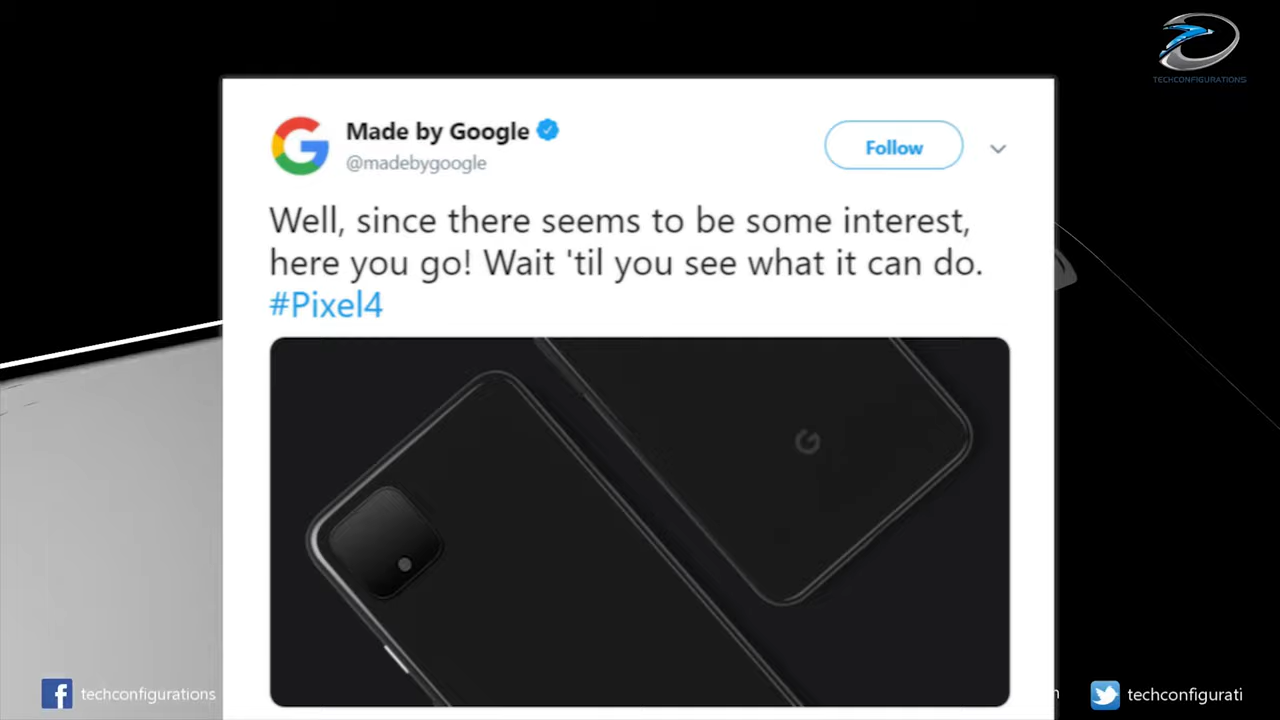 TECHCONFIGURATIONS
Made by Google
@madebygoogle
Follow
Well, since there seems to be some interest,
here you go! Wait 'til you see what it can do.
#Pixel4
techconfigurations
techconfigurati